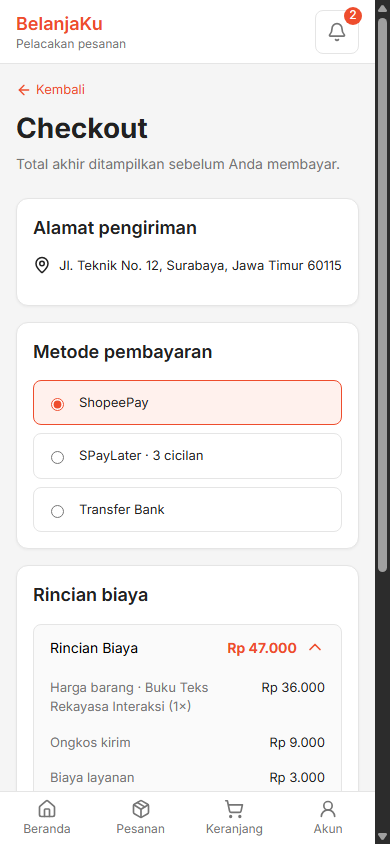 BelanjaKu
Pelacakan pesanan
2
Kembali
Checkout
Total akhir ditampilkan sebelum Anda membayar.
Alamat pengiriman
Jl. Teknik No. 12, Surabaya, Jawa Timur 60115
Metode pembayaran
ShopeePay
SPayLater · 3 cicilan
Transfer Bank
Rincian biaya
Rincian Biaya Rp 47.000
Harga barang · Buku Teks Rp 36.000
Rekayasa Interaksi (1×)
Ongkos kirim Rp 9.000
Biaya layanan Rp 3.000
Beranda Pesanan Keranjang Akun